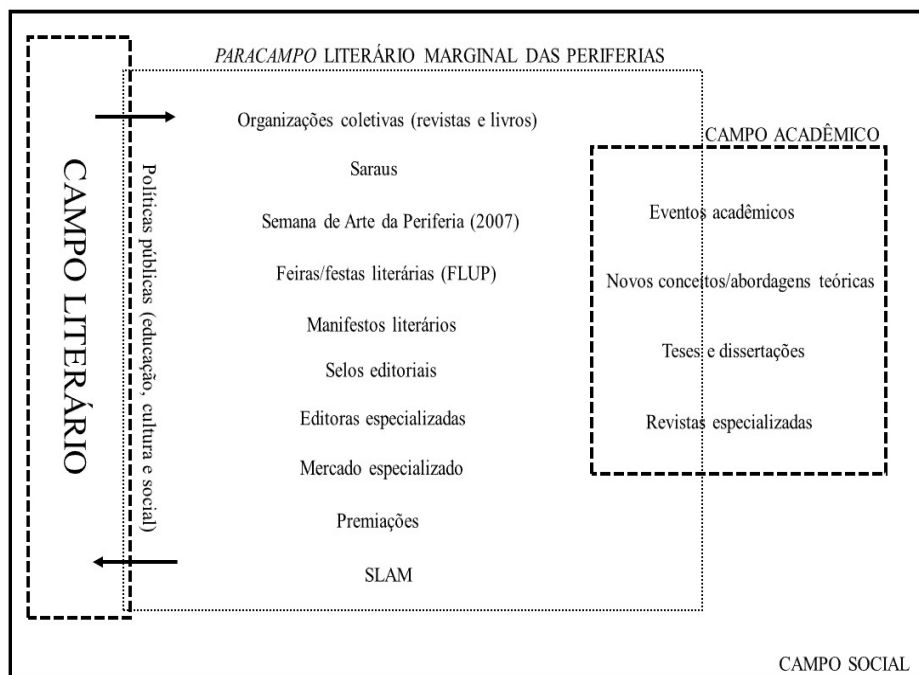 PARACAMPO LITERÁRIO MARGINAL DAS PERIFERIAS
CAMPO LITERÁRIO
Políticas públicas (educação, cultura e social)
Organizações coletivas (revistas e livros)
Saraus
Semana de Arte da Periferia (2007)
Feiras/festas literárias (FLUP)
Manifestos literários
Selos editoriais
Editoras especializadas
Mercado especializado
Premiações
SLAM
CAMPO ACADÊMICO
Eventos acadêmicos
Novos conceitos/abordagens teóricas
Teses e dissertações
Revistas especializadas
CAMPO SOCIAL